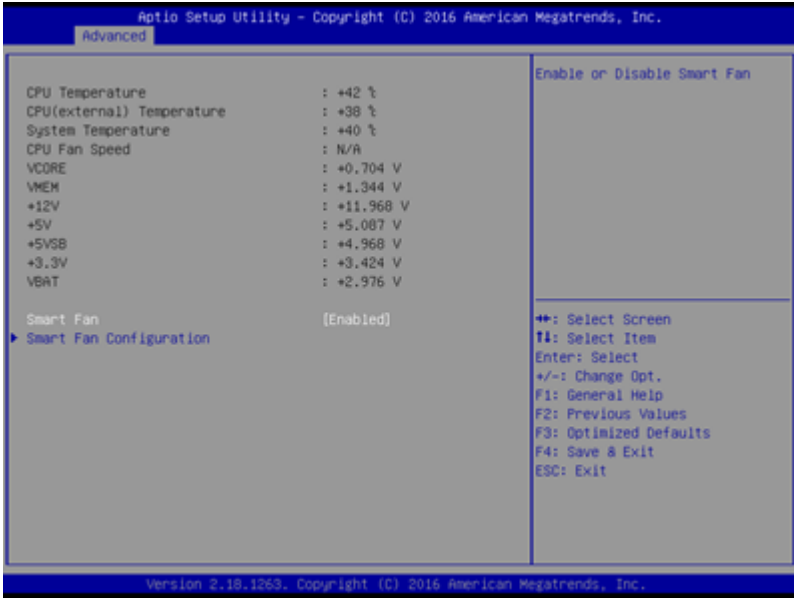 Aptio Setup Utility – Copyright (C) 2016 American Megatrends, Inc.
Advanced
CPU Temperature : +42 %
CPU(external) Temperature : +38 %
System Temperature : +40 %
CPU Fan Speed : N/A
VCORE : +0.704 V
VMEM : +1.344 V
+12V : +11.968 V
+5V : +5.087 V
+5VSB : +4.968 V
+3.3V : +3.424 V
VBAT : +2.976 V
Smart Fan [Enabled]
Smart Fan Configuration
Enable or Disable Smart Fan
→←: Select Screen
↑↓: Select Item
Enter: Select
+/-: Change Opt.
F1: General Help
F2: Previous Values
F3: Optimized Defaults
F4: Save & Exit
ESC: Exit
Version 2.18.1263. Copyright (C) 2016 American Megatrends, Inc.